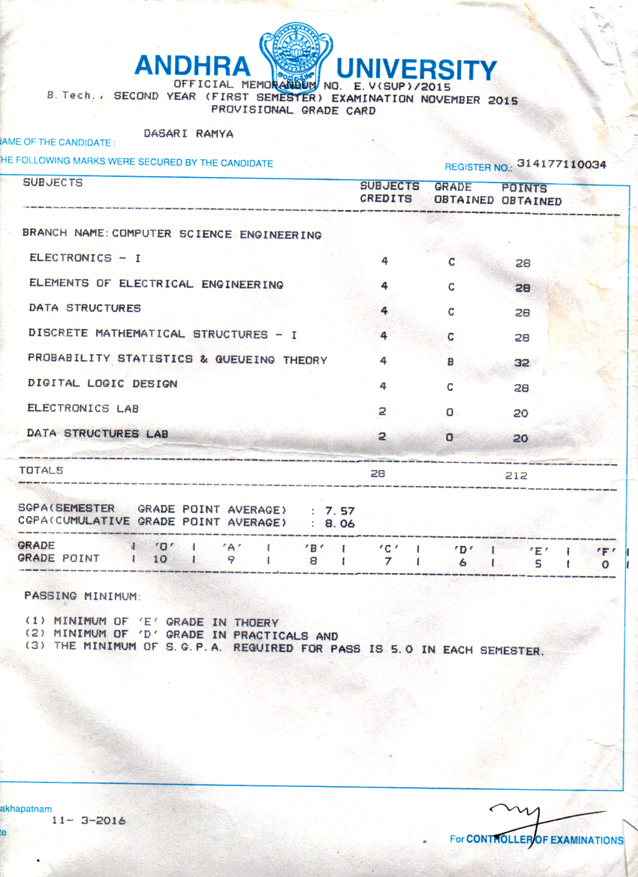 ANDHRA UNIVERSITY
OFFICIAL MEMORANDUM NO. E.V(SUP)/2015
B.Tech., SECOND YEAR (FIRST SEMESTER) EXAMINATION NOVEMBER 2015
PROVISIONAL GRADE CARD
DASARI RAMYA
AME OF THE CANDIDATE :
HE FOLLOWING MARKS WERE SECURED BY THE CANDIDATE REGISTER NO.: 314177110034
SUBJECTS SUBJECTS GRADE POINTS
CREDITS OBTAINED OBTAINED
BRANCH NAME: COMPUTER SCIENCE ENGINEERING
ELECTRONICS - I 4 C 28
ELEMENTS OF ELECTRICAL ENGINEERING 4 C 28
DATA STRUCTURES 4 C 28
DISCRETE MATHEMATICAL STRUCTURES - I 4 C 28
PROBABILITY STATISTICS & QUEUEING THEORY 4 B 32
DIGITAL LOGIC DESIGN 4 C 28
ELECTRONICS LAB 2 O 20
DATA STRUCTURES LAB 2 O 20
TOTALS 28 212
SGPA(SEMESTER GRADE POINT AVERAGE) : 7.57
CGPA(CUMULATIVE GRADE POINT AVERAGE) : 8.06
GRADE | 'O' | 'A' | 'B' | 'C' | 'D' | 'E' | 'F'
GRADE POINT | 10 | 9 | 8 | 7 | 6 | 5 | 0
PASSING MINIMUM:
(1) MINIMUM OF 'E' GRADE IN THOERY
(2) MINIMUM OF 'D' GRADE IN PRACTICALS AND
(3) THE MINIMUM OF S.G.P.A. REQUIRED FOR PASS IS 5.0 IN EACH SEMESTER.
akhapatnam
11- 3-2016
For CONTROLLER OF EXAMINATIONS